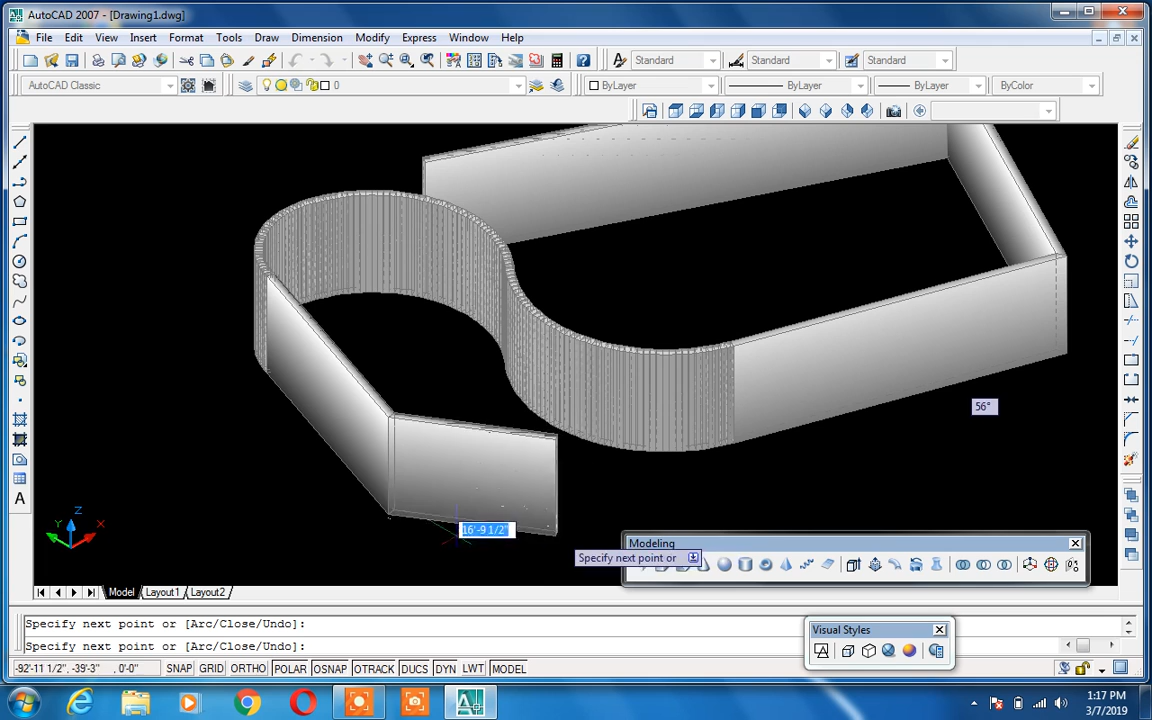 AutoCAD 2007 - [Drawing1.dwg]
File Edit View Insert Format Tools Draw Dimension Modify Express Window Help
Standard Standard Standard
AutoCAD Classic 0 ByLayer ByLayer ByLayer ByColor
A
56°
Z
Y X
16'-9 1/2"
Modeling
Specify next point or
Model Layout1 Layout2
Specify next point or [Arc/Close/Undo]:
Specify next point or [Arc/Close/Undo]:
Visual Styles
-92'-11 1/2", -39'-3" , 0'-0" SNAP GRID ORTHO POLAR OSNAP OTRACK DUCS DYN LWT MODEL
1:17 PM
3/7/2019